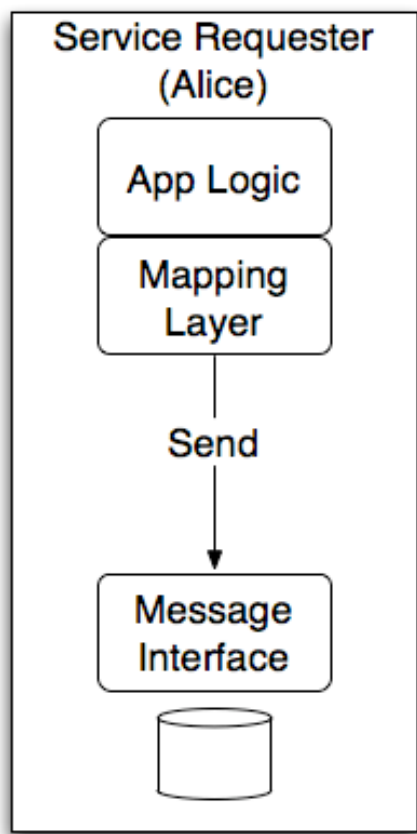 Service Requester
(Alice)
App Logic
Mapping
Layer
Send
Message
Interface